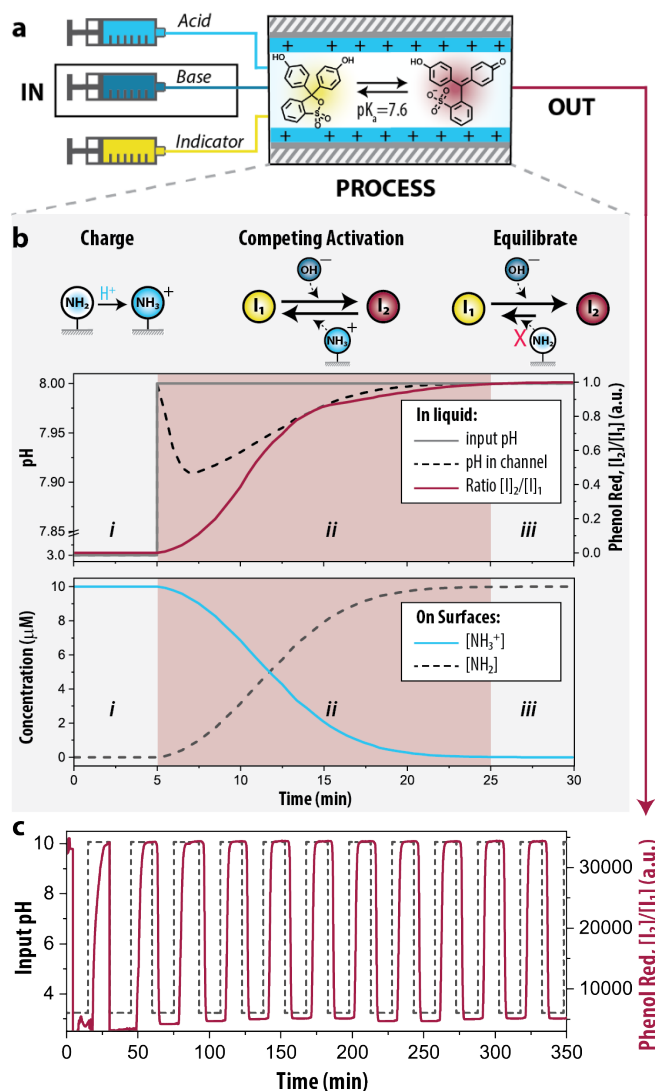 a
Acid
IN
Base
Indicator
+ + + + + + + +
HO
OH
O
S
O
O
pKa=7.6
HO
O
O⁻
S
O
O
+ + + + + + + +
OUT
PROCESS
b
Charge
Competing Activation
Equilibrate
NH₂
H⁺
NH₃
+
OH
−
I₁
I₂
NH₃
+
OH
−
I₁
I₂
X
NH₂
pH
8.00
7.95
7.90
7.85
3.0
Phenol Red, [I₂]/[I₁] (a.u.)
1.0
0.8
0.6
0.4
0.2
0.0
In liquid:
input pH
pH in channel
Ratio [I]₂/[I]₁
i
ii
iii
Concentration (μM)
10
8
6
4
2
0
On Surfaces:
[NH₃⁺]
[NH₂]
i
ii
iii
0 5 10 15 20 25 30
Time (min)
c
Input pH
10
8
6
4
Phenol Red, [I₂]/[I₁] (a.u.)
30000
20000
10000
0 50 100 150 200 250 300 350
Time (min)